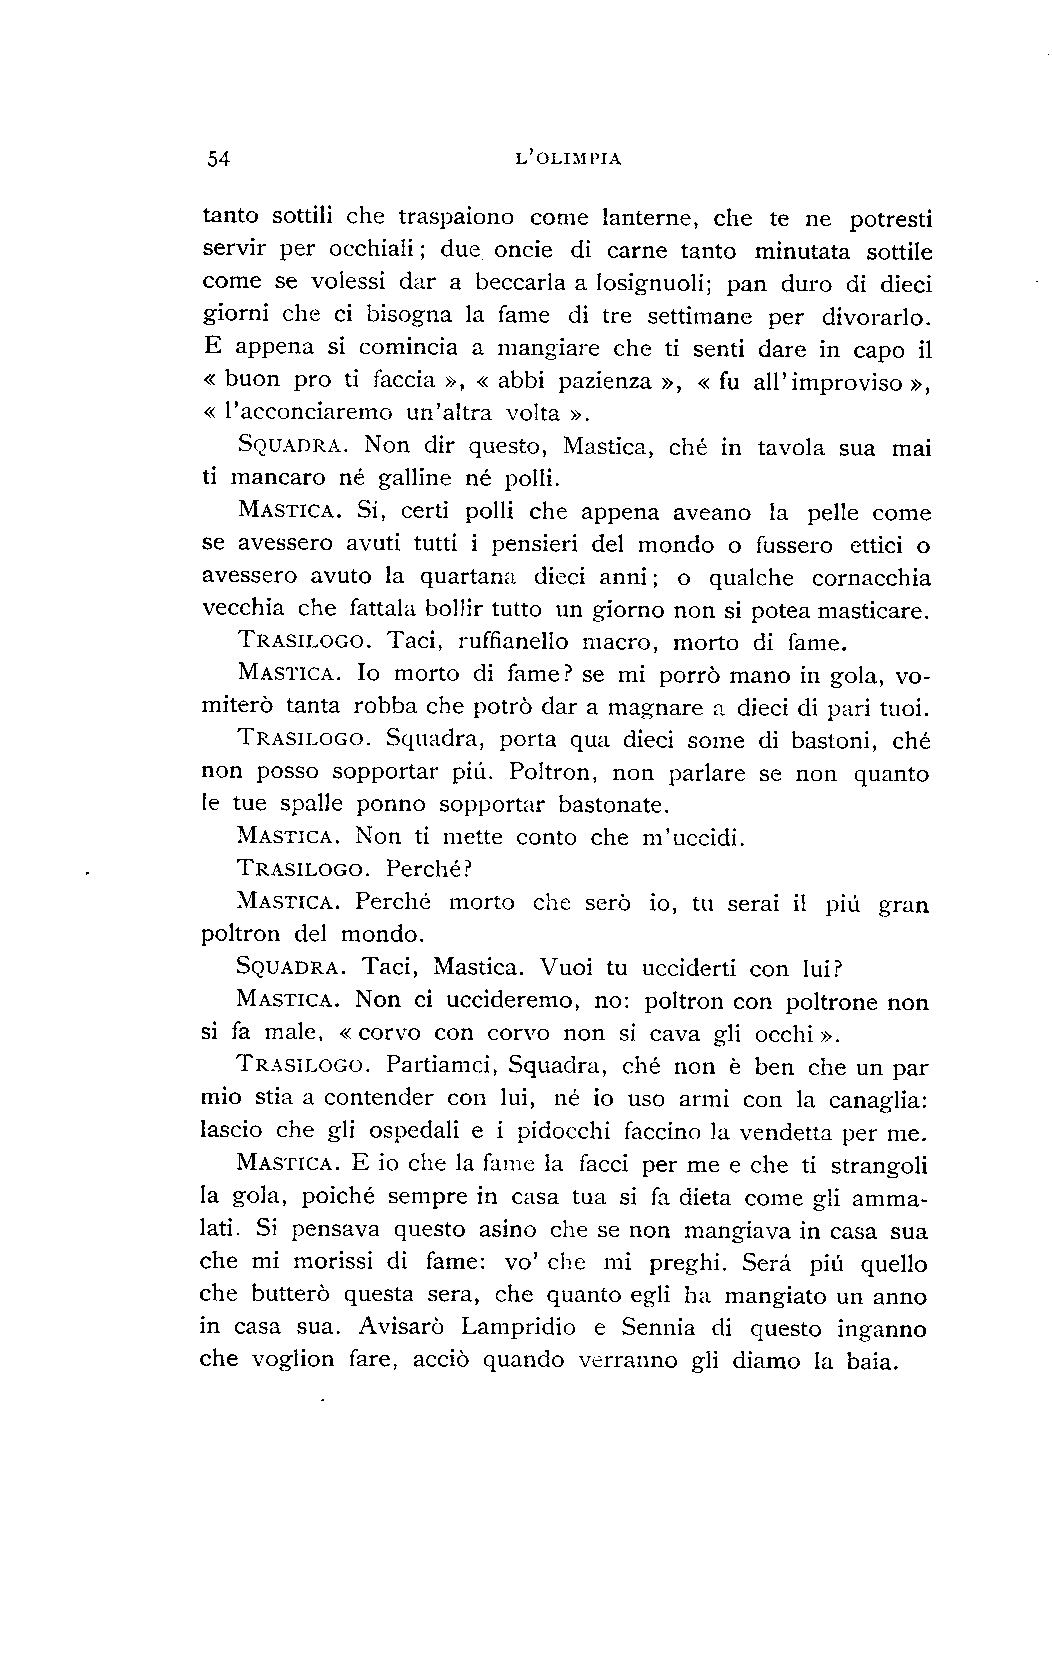 54 L'OLIMPIA
tanto sottili che traspaiono come lanterne, che te ne potresti
servir per occhiali; due oncie di carne tanto minutata sottile
come se volessi dar a beccarla a losignuoli; pan duro di dieci
giorni che ci bisogna la fame di tre settimane per divorarlo.
E appena si comincia a mangiare che ti senti dare in capo il
« buon pro ti faccia », « abbi pazienza », « fu all'improviso »,
« l'acconciaremo un'altra volta ».
SQUADRA. Non dir questo, Mastica, ché in tavola sua mai
ti mancaro né galline né polli.
MASTICA. Sí, certi polli che appena aveano la pelle come
se avessero avuti tutti i pensieri del mondo o fussero ettici o
avessero avuto la quartana dieci anni; o qualche cornacchia
vecchia che fattala bollir tutto un giorno non si potea masticare.
TRASILOGO. Taci, ruffianello macro, morto di fame.
MASTICA. Io morto di fame? se mi porrò mano in gola, vo-
miterò tanta robba che potrò dar a magnare a dieci di pari tuoi.
TRASILOGO. Squadra, porta qua dieci some di bastoni, ché
non posso sopportar piú. Poltron, non parlare se non quanto
le tue spalle ponno sopportar bastonate.
MASTICA. Non ti mette conto che m'uccidi.
TRASILOGO. Perché?
MASTICA. Perché morto che serò io, tu serai il piú gran
poltron del mondo.
SQUADRA. Taci, Mastica. Vuoi tu ucciderti con lui?
MASTICA. Non ci uccideremo, no: poltron con poltrone non
si fa male, « corvo con corvo non si cava gli occhi ».
TRASILOGO. Partiamci, Squadra, ché non è ben che un par
mio stia a contender con lui, né io uso armi con la canaglia:
lascio che gli ospedali e i pidocchi faccino la vendetta per me.
MASTICA. E io che la fame la facci per me e che ti strangoli
la gola, poiché sempre in casa tua si fa dieta come gli amma-
lati. Si pensava questo asino che se non mangiava in casa sua
che mi morissi di fame: vo' che mi preghi. Será piú quello
che butterò questa sera, che quanto egli ha mangiato un anno
in casa sua. Avisarò Lampridio e Sennia di questo inganno
che voglion fare, acciò quando verranno gli diamo la baia.